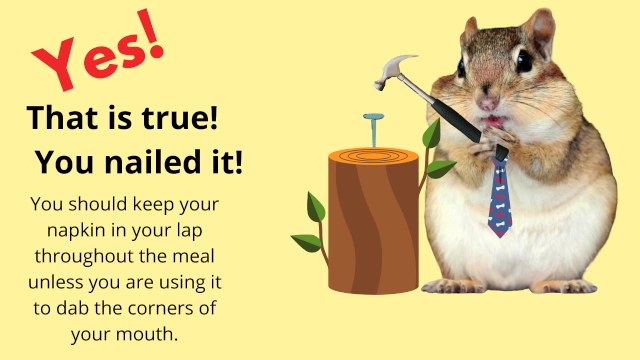 Yes!
That is true!
You nailed it!
You should keep your
napkin in your lap
throughout the meal
unless you are using it
to dab the corners of
your mouth.